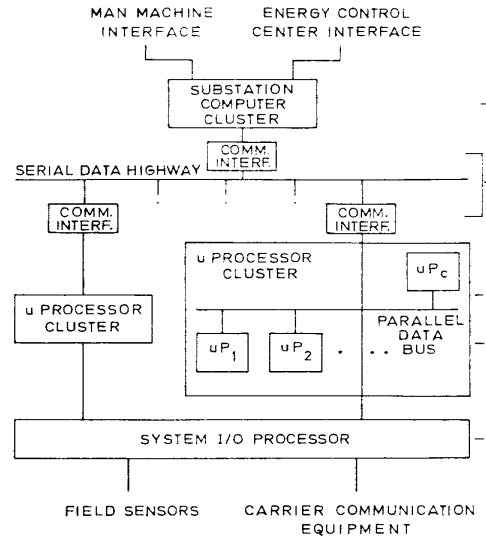 MAN MACHINE
INTERFACE
ENERGY CONTROL
CENTER INTERFACE
SUBSTATION
COMPUTER
CLUSTER
COMM.
INTERF.
SERIAL DATA HIGHWAY
COMM.
INTERF.
COMM.
INTERF.
u PROCESSOR
CLUSTER
u PROCESSOR
CLUSTER
uPc
PARALLEL
DATA
BUS
uP1
uP2
. . . .
SYSTEM I/O PROCESSOR
FIELD SENSORS
CARRIER COMMUNICATION
EQUIPMENT